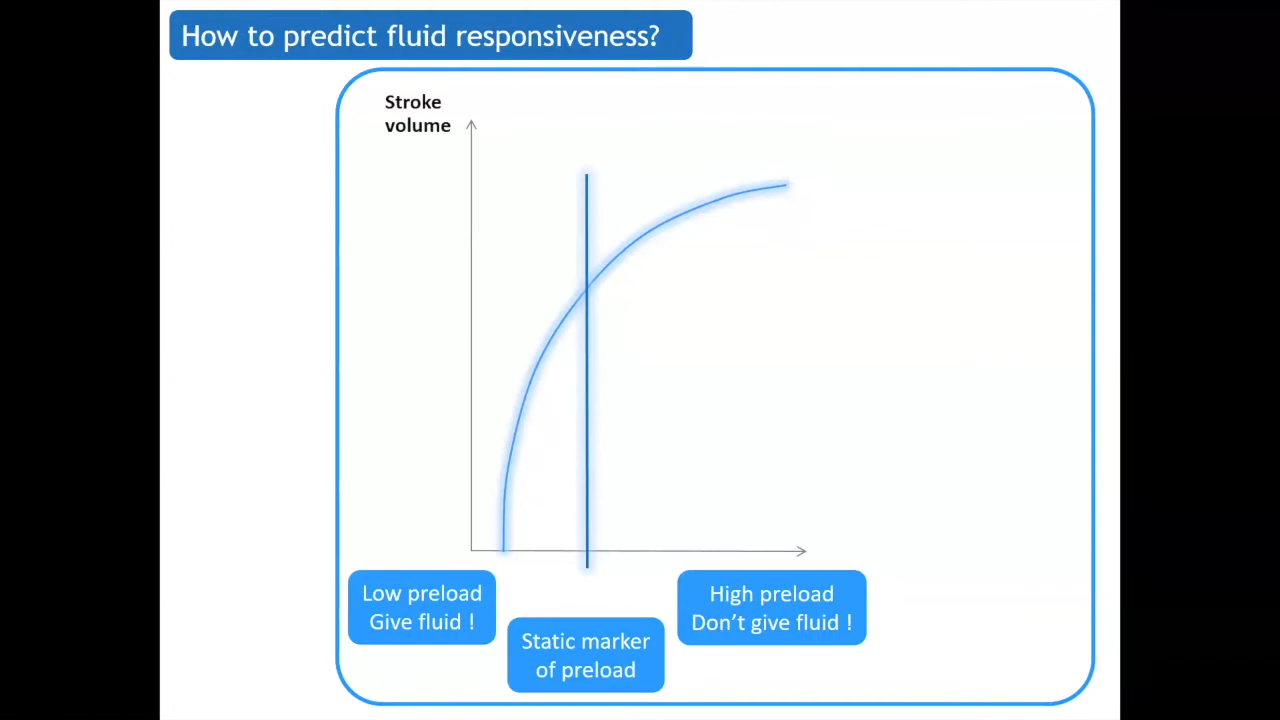 How to predict fluid responsiveness?
Stroke
volume
Low preload
Give fluid !
High preload
Don't give fluid !
Static marker
of preload